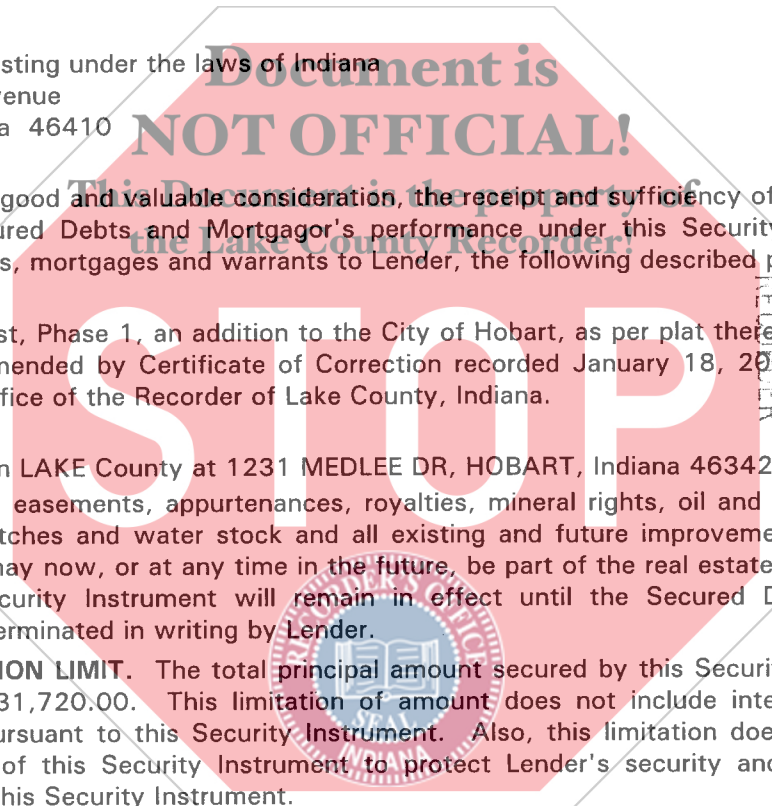 sting under the laws of Indiana
Document is
venue
a 46410
NOT OFFICIAL!
good and valuable consideration, the receipt and sufficiency of
This Document is the property of
ured Debts and Mortgagor's performance under this Security
the Lake County Recorder!
s, mortgages and warrants to Lender, the following described p
st, Phase 1, an addition to the City of Hobart, as per plat there
mended by Certificate of Correction recorded January 18, 20
ffice of the Recorder of Lake County, Indiana.
STOP
n LAKE County at 1231 MEDLEE DR, HOBART, Indiana 46342
easements, appurtenances, royalties, mineral rights, oil and
tches and water stock and all existing and future improveme
may now, or at any time in the future, be part of the real estate
curity Instrument will remain in effect until the Secured D
erminated in writing by Lender.
RECORDER'S OFFICE
SEAL
INDIANA
ION LIMIT. The total principal amount secured by this Securit
31,720.00. This limitation of amount does not include inte
ursuant to this Security Instrument. Also, this limitation doe
of this Security Instrument to protect Lender's security and
his Security Instrument.